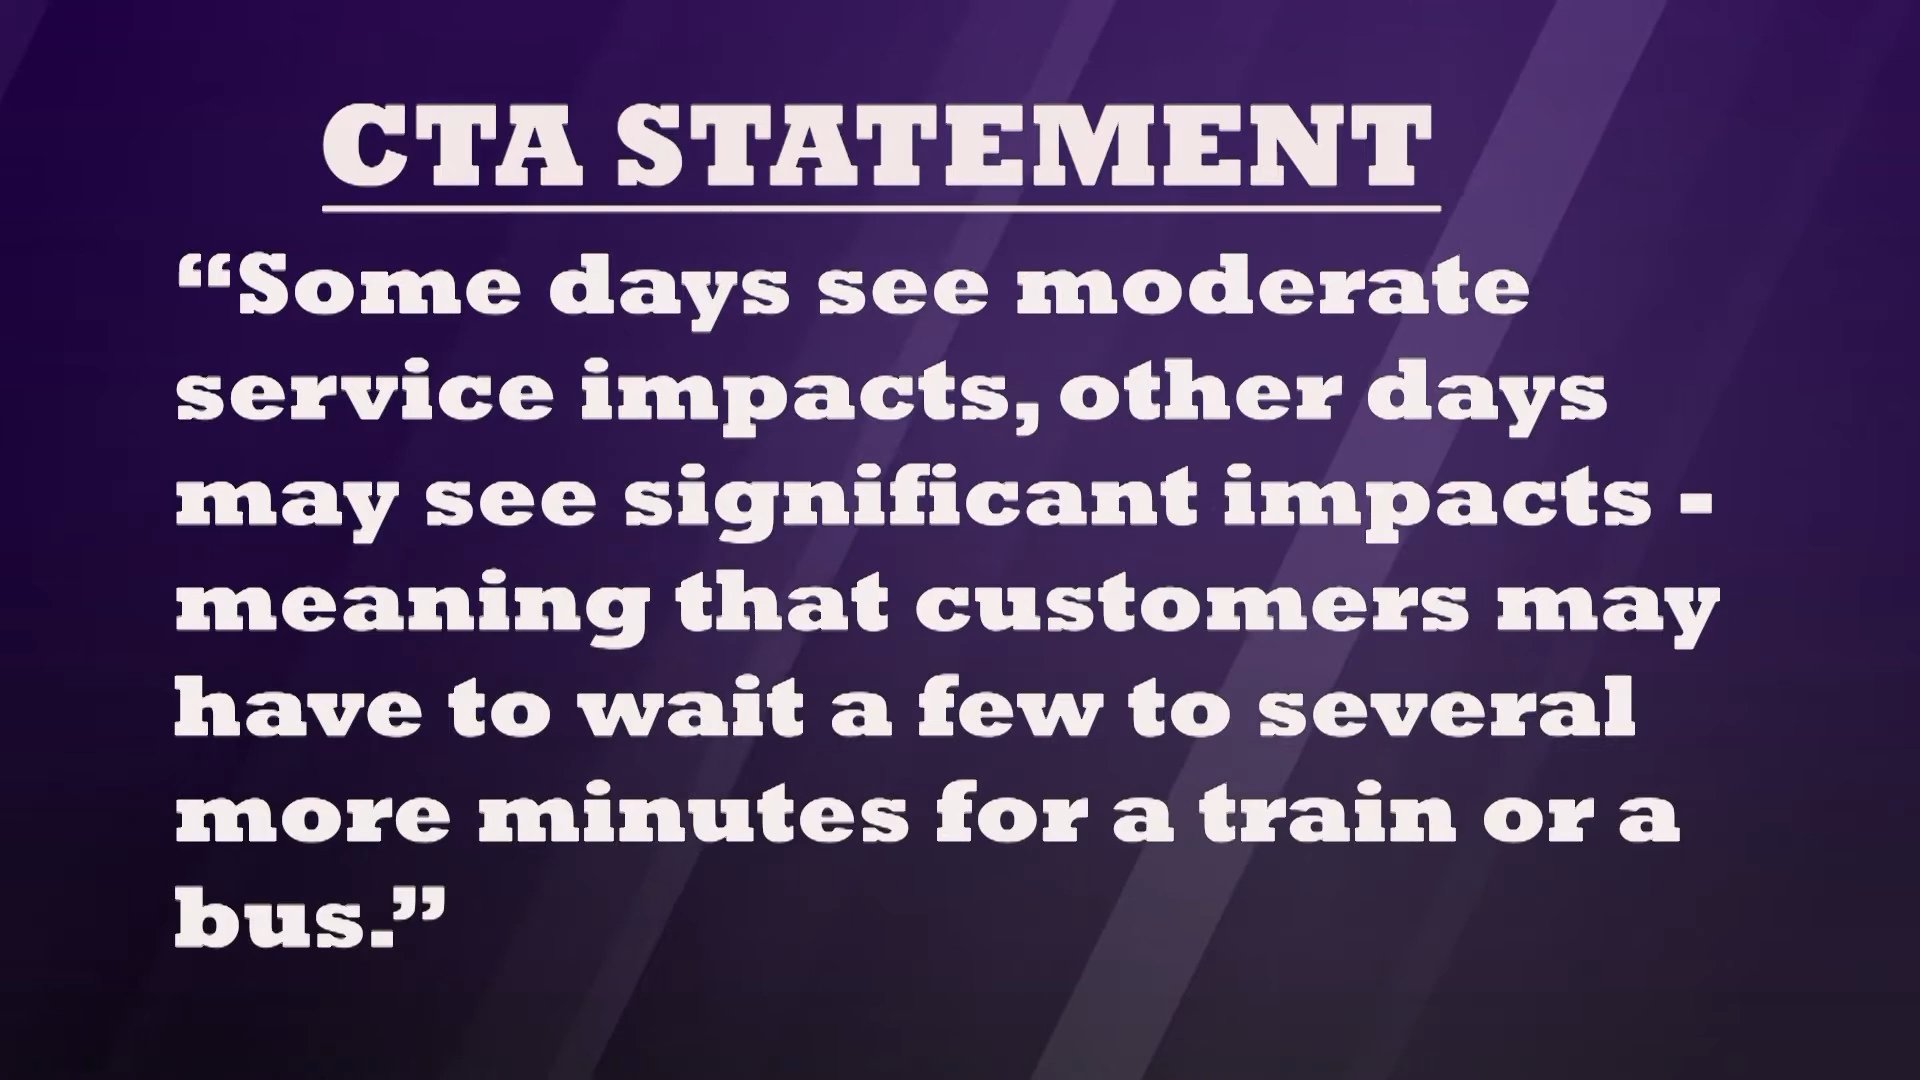 CTA STATEMENT
“Some days see moderate
service impacts, other days
may see significant impacts -
meaning that customers may
have to wait a few to several
more minutes for a train or a
bus.”